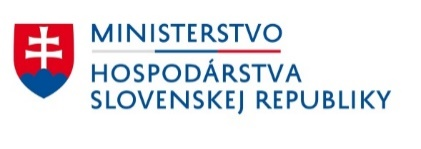 MINISTERSTVO
HOSPODÁRSTVA
SLOVENSKEJ REPUBLIKY